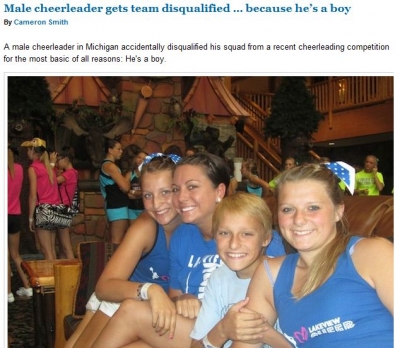 Male cheerleader gets team disqualified ... because he's a boy
By Cameron Smith
A male cheerleader in Michigan accidentally disqualified his squad from a recent cheerleading competition
for the most basic of all reasons: He's a boy.
LAKEVIEW